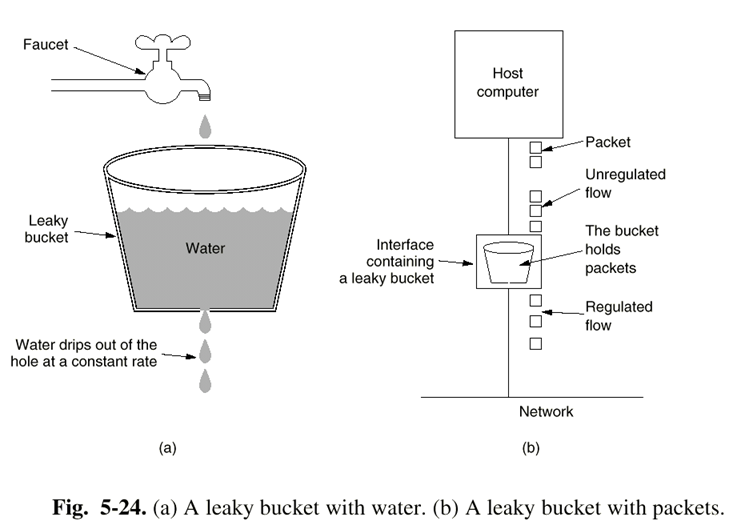 Faucet
Leaky
bucket
Water
Water drips out of the
hole at a constant rate
(a)
Host
computer
Packet
Unregulated
flow
The bucket
holds
packets
Interface
containing
a leaky bucket
Regulated
flow
Network
(b)
Fig. 5-24. (a) A leaky bucket with water. (b) A leaky bucket with packets.